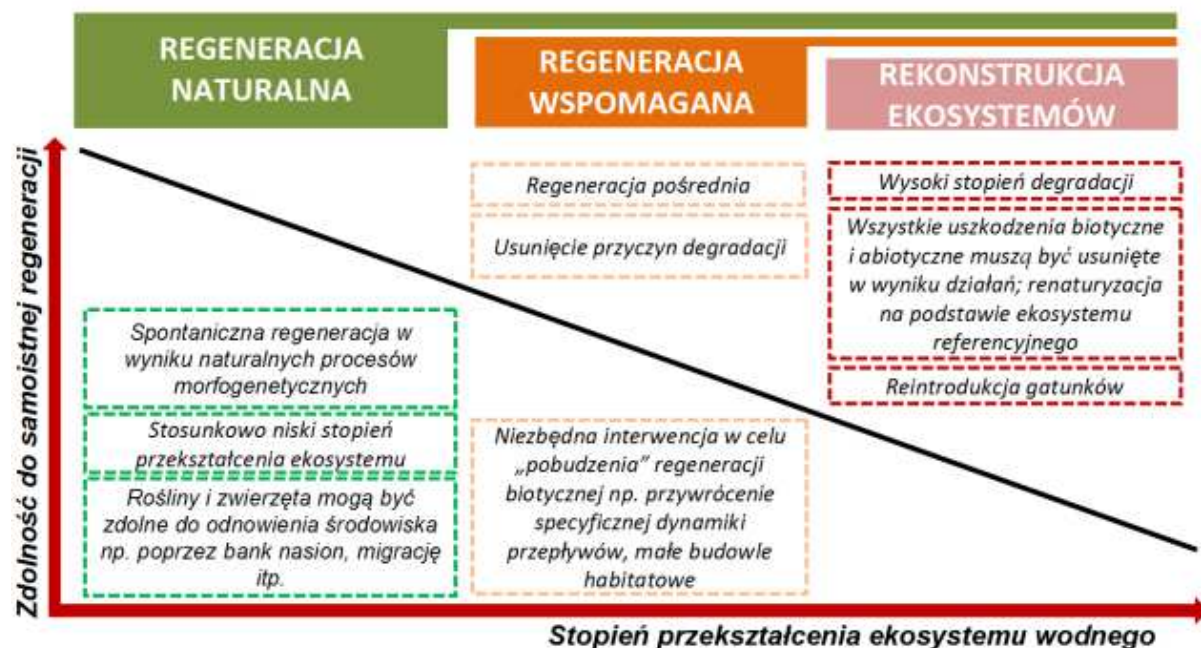 REGENERACJA
NATURALNA
REGENERACJA
WSPOMAGANA
REKONSTRUKCJA
EKOSYSTEMÓW
Zdolność do samoistnej regeneracji
Spontaniczna regeneracja w
wyniku naturalnych procesów
morfogenetycznych
Stosunkowo niski stopień
przekształcenia ekosystemu
Rośliny i zwierzęta mogą być
zdolne do odnowienia środowiska
np. poprzez bank nasion, migrację
itp.
Regeneracja pośrednia
Usunięcie przyczyn degradacji
Niezbędna interwencja w celu
„pobudzenia” regeneracji
biotycznej np. przywrócenie
specyficznej dynamiki
przepływów, małe budowle
habitatowe
Wysoki stopień degradacji
Wszystkie uszkodzenia biotyczne
i abiotyczne muszą być usunięte
w wyniku działań; renaturyzacja
na podstawie ekosystemu
referencyjnego
Reintrodukcja gatunków
Stopień przekształcenia ekosystemu wodnego